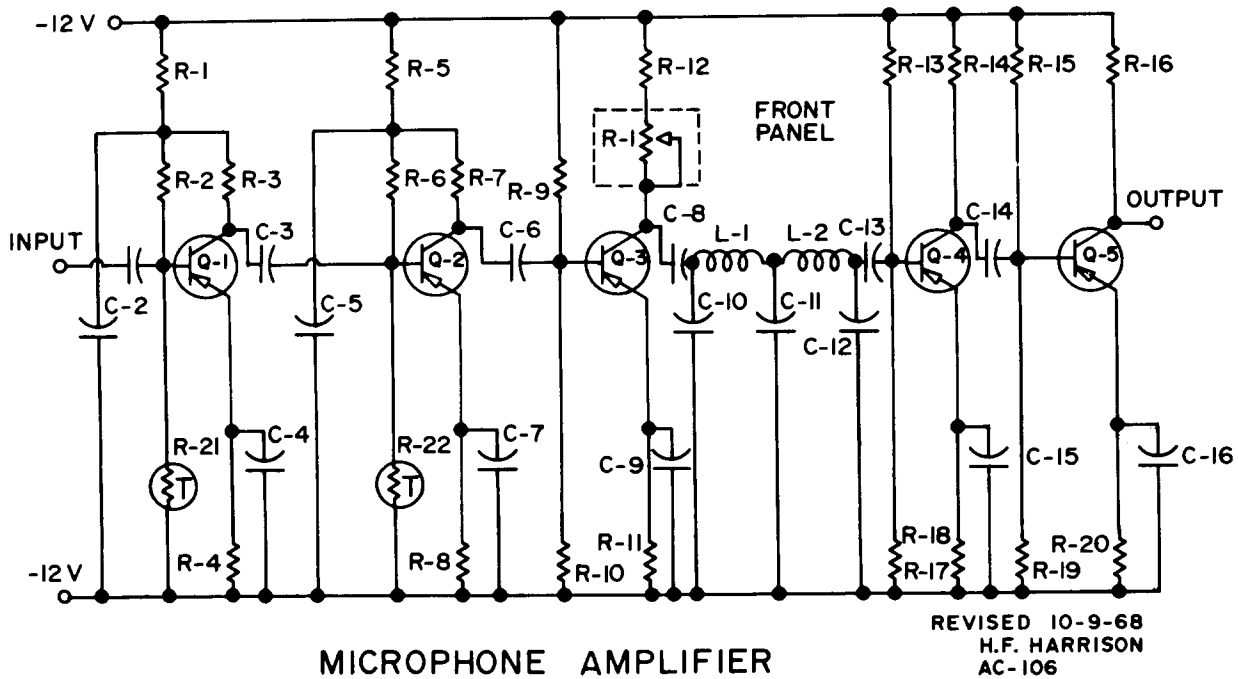 -12 V
R-1
R-5
R-12
R-13
R-14
R-15
R-16
FRONT
PANEL
R-1
R-2
R-3
R-6
R-7
R-9
C-8
C-14
OUTPUT
INPUT
C-3
C-6
L-1
L-2
C-13
Q-1
Q-2
Q-3
Q-4
Q-5
C-2
C-5
C-10
C-11
C-12
R-21
C-4
R-22
C-7
C-9
C-15
C-16
T
T
R-4
R-8
R-11
R-18
R-20
R-10
R-17
R-19
-12 V
REVISED 10-9-68
H.F. HARRISON
AC-106
MICROPHONE AMPLIFIER